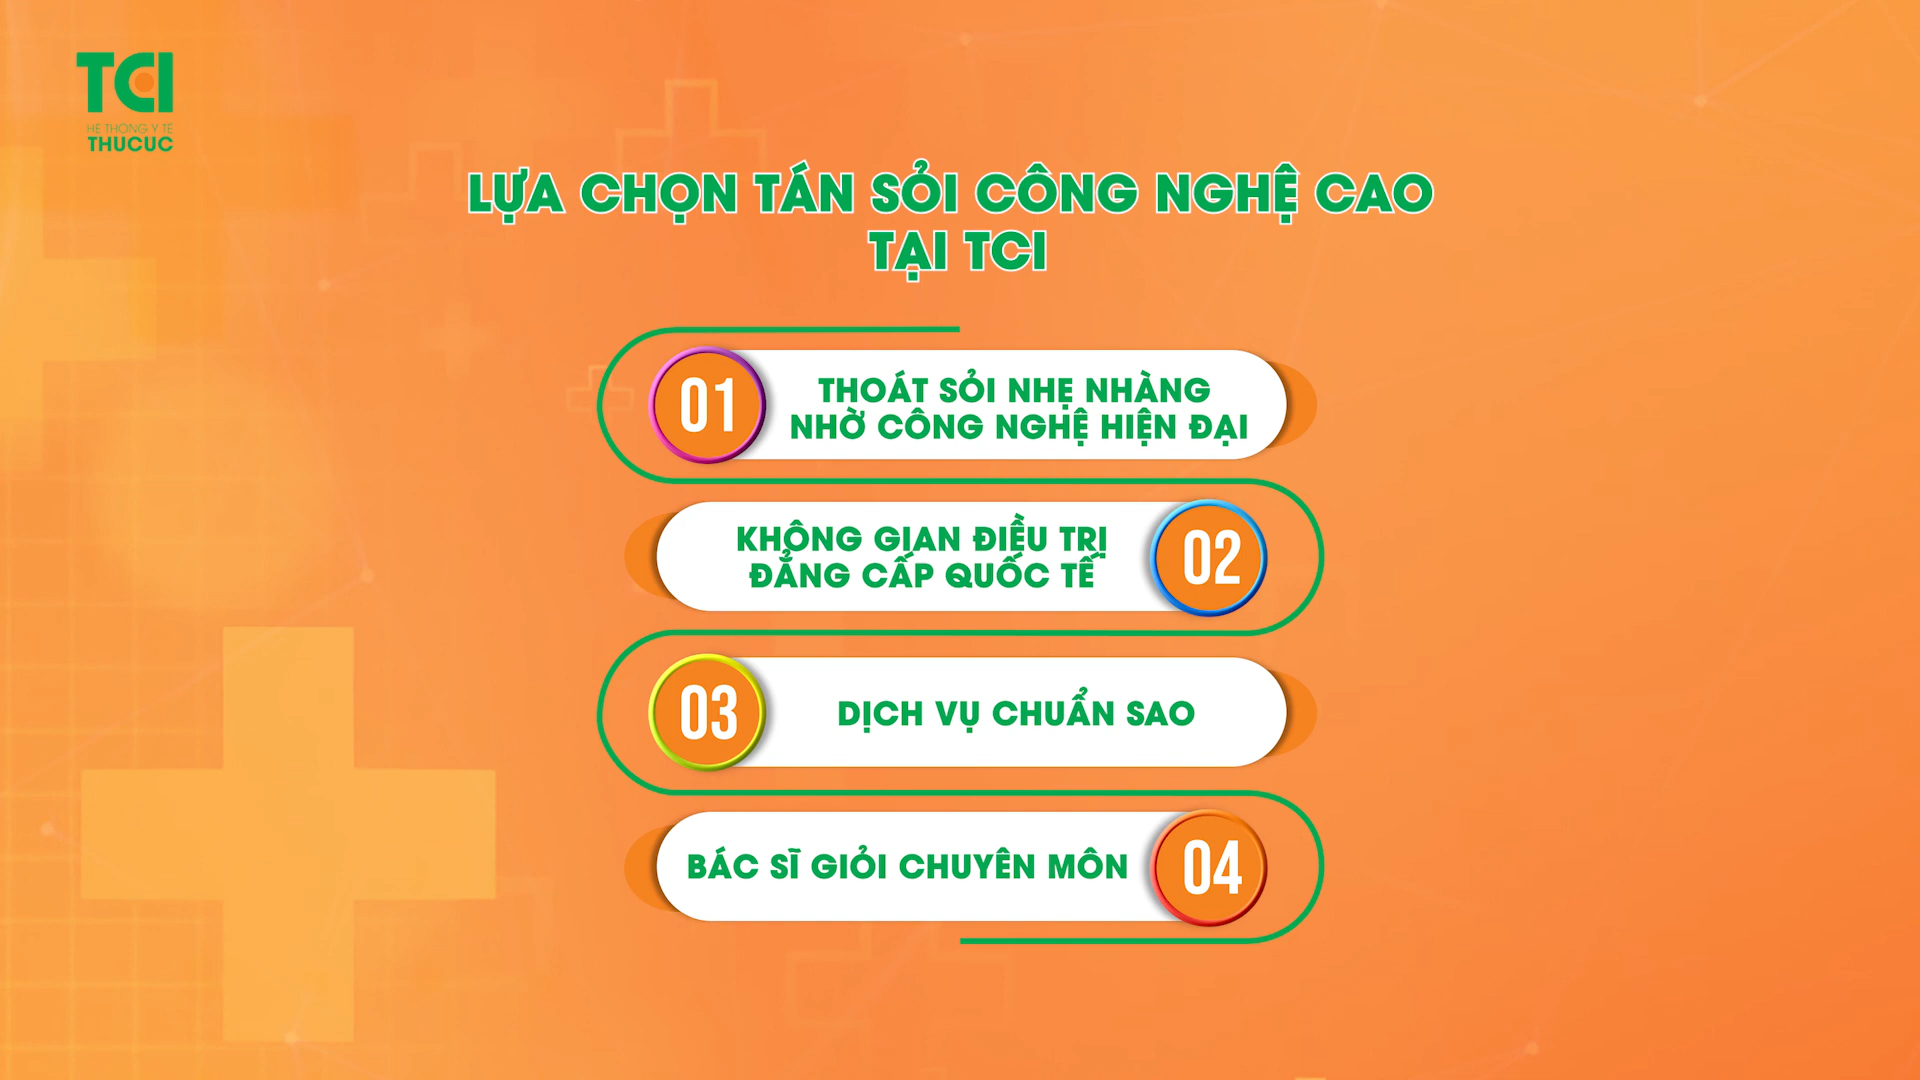 TCI
HỆ THỐNG Y TẾ
THUCUC
LỰA CHỌN TÁN SỎI CÔNG NGHỆ CAO
TẠI TCI
01
THOÁT SỎI NHẸ NHÀNG
NHỜ CÔNG NGHỆ HIỆN ĐẠI
KHÔNG GIAN ĐIỀU TRỊ
ĐẲNG CẤP QUỐC TẾ
02
03
DỊCH VỤ CHUẨN SAO
BÁC SĨ GIỎI CHUYÊN MÔN
04